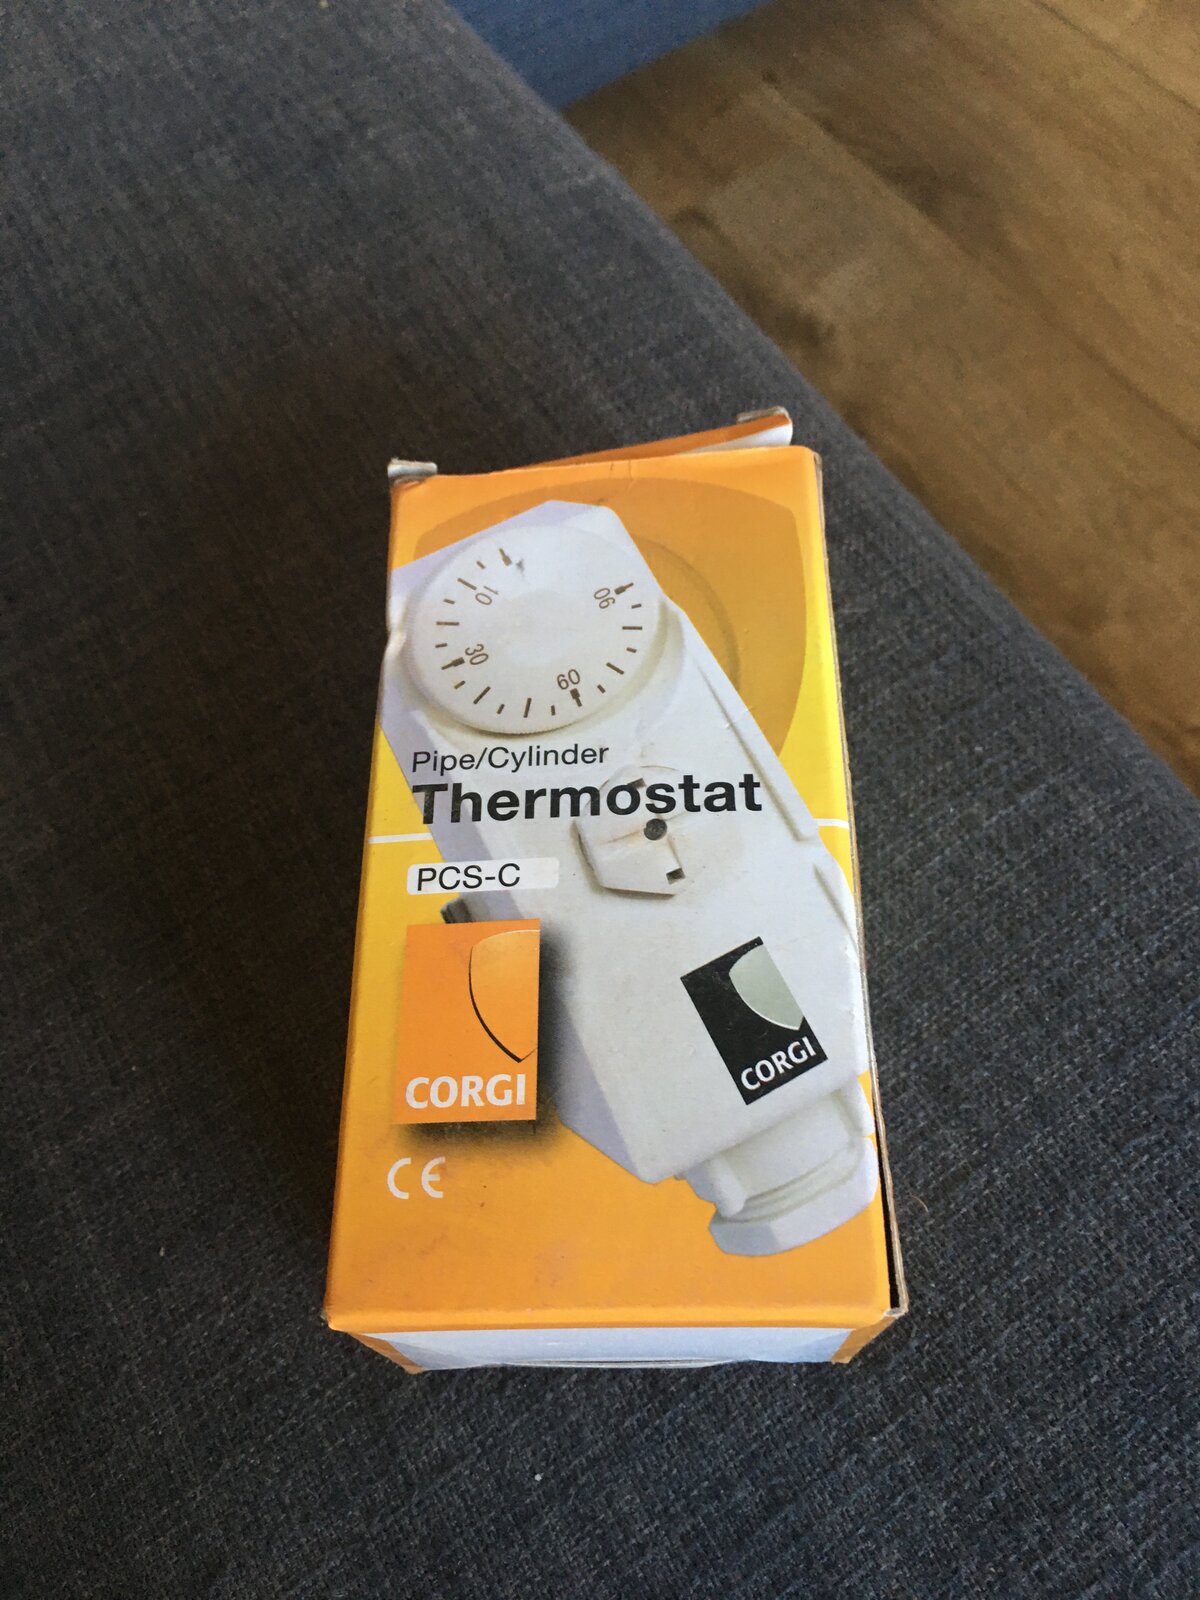 10
30
60
90
Pipe/Cylinder
Thermostat
PCS-C
CORGI
CORGI
CE